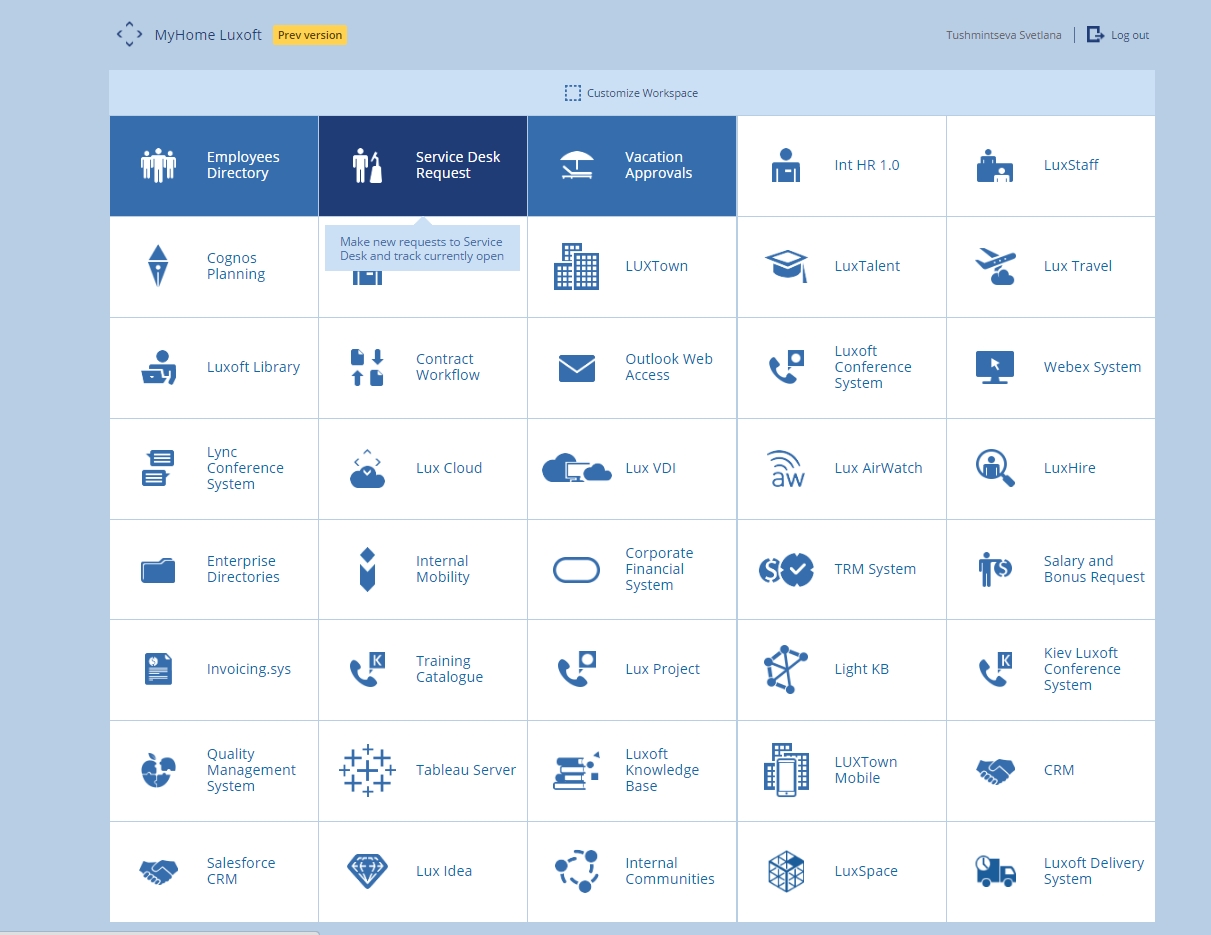 MyHome Luxoft
Prev version
Tushmintseva Svetlana
Log out
Customize Workspace
Employees
Directory
Service Desk
Request
Vacation
Approvals
Int HR 1.0
LuxStaff
Cognos
Planning
Make new requests to Service
Desk and track currently open
LUXTown
LuxTalent
Lux Travel
Luxoft Library
Contract
Workflow
Outlook Web
Access
Luxoft
Conference
System
Webex System
Lync
Conference
System
Lux Cloud
Lux VDI
aw
Lux AirWatch
LuxHire
Enterprise
Directories
Internal
Mobility
Corporate
Financial
System
TRM System
Salary and
Bonus Request
Invoicing.sys
K
Training
Catalogue
Lux Project
Light KB
K
Kiev Luxoft
Conference
System
Quality
Management
System
Tableau Server
Luxoft
Knowledge
Base
LUXTown
Mobile
CRM
Salesforce
CRM
Lux Idea
Internal
Communities
LuxSpace
Luxoft Delivery
System